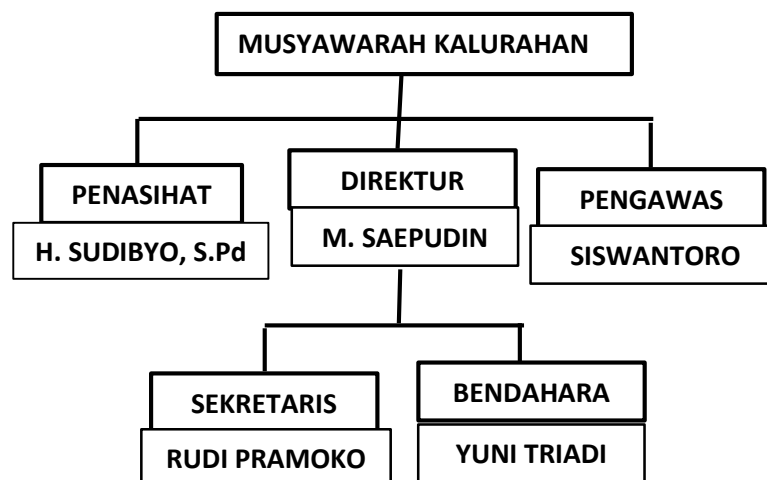 MUSYAWARAH KALURAHAN
PENASIHAT
H. SUDIBYO, S.Pd
DIREKTUR
M. SAEPUDIN
PENGAWAS
SISWANTORO
SEKRETARIS
RUDI PRAMOKO
BENDAHARA
YUNI TRIADI